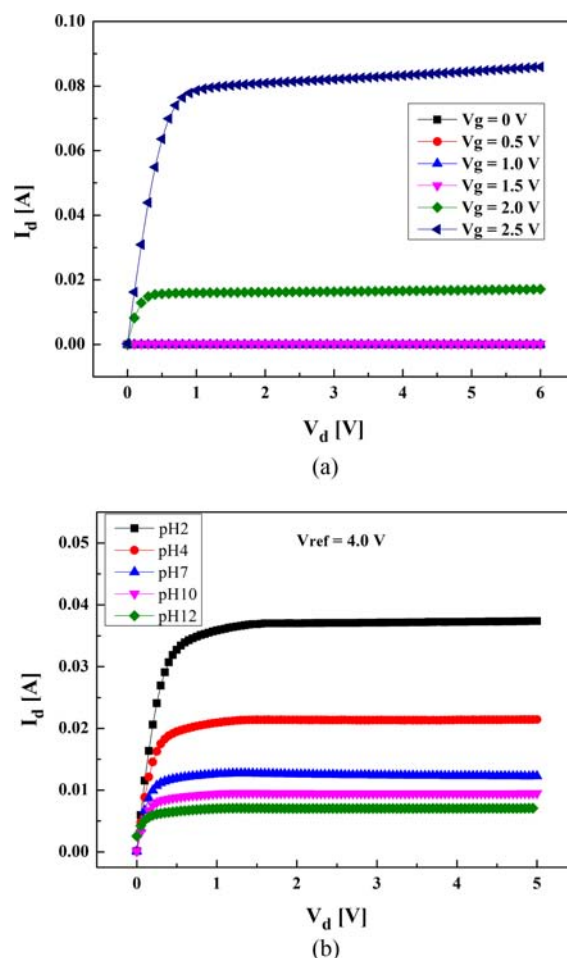 0.10
0.08
0.06
0.04
0.02
0.00
I_d [A]
Vg = 0 V
Vg = 0.5 V
Vg = 1.0 V
Vg = 1.5 V
Vg = 2.0 V
Vg = 2.5 V
0 1 2 3 4 5 6
V_d [V]
(a)
pH2
pH4
pH7
pH10
pH12
Vref = 4.0 V
0.05
0.04
0.03
0.02
0.01
0.00
I_d [A]
0 1 2 3 4 5
V_d [V]
(b)